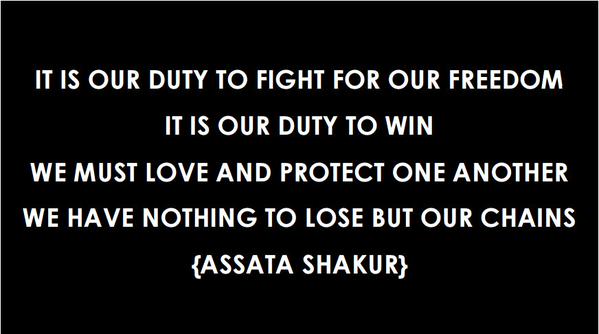 IT IS OUR DUTY TO FIGHT FOR OUR FREEDOM
IT IS OUR DUTY TO WIN
WE MUST LOVE AND PROTECT ONE ANOTHER
WE HAVE NOTHING TO LOSE BUT OUR CHAINS
{ASSATA SHAKUR}